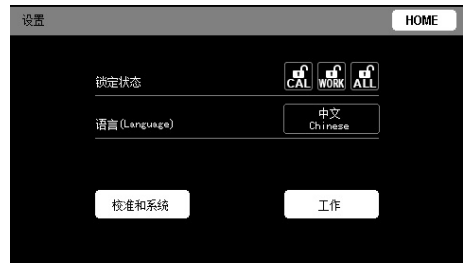 设置
HOME
锁定状态
CAL WORK ALL
语言(Language)
中文
Chinese
校准和系统
工作